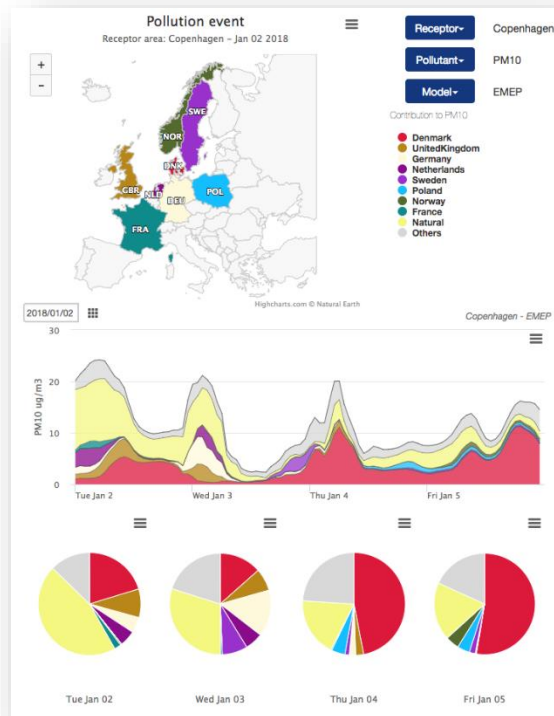 Pollution event
Receptor area: Copenhagen - Jan 02 2018
Receptor
Copenhagen
Pollutant
PM10
Model
EMEP
Contribution to PM10
+
-
Denmark
UnitedKingdom
Germany
Netherlands
Sweden
Poland
Norway
France
Natural
Others
SWE
NOR
DNK
GBR
NLD
DEU
POL
FRA
Highcharts.com © Natural Earth
2018/01/02
Copenhagen - EMEP
30
20
10
0
PM10 ug/m3
Tue Jan 2
Wed Jan 3
Thu Jan 4
Fri Jan 5
Tue Jan 02
Wed Jan 03
Thu Jan 04
Fri Jan 05